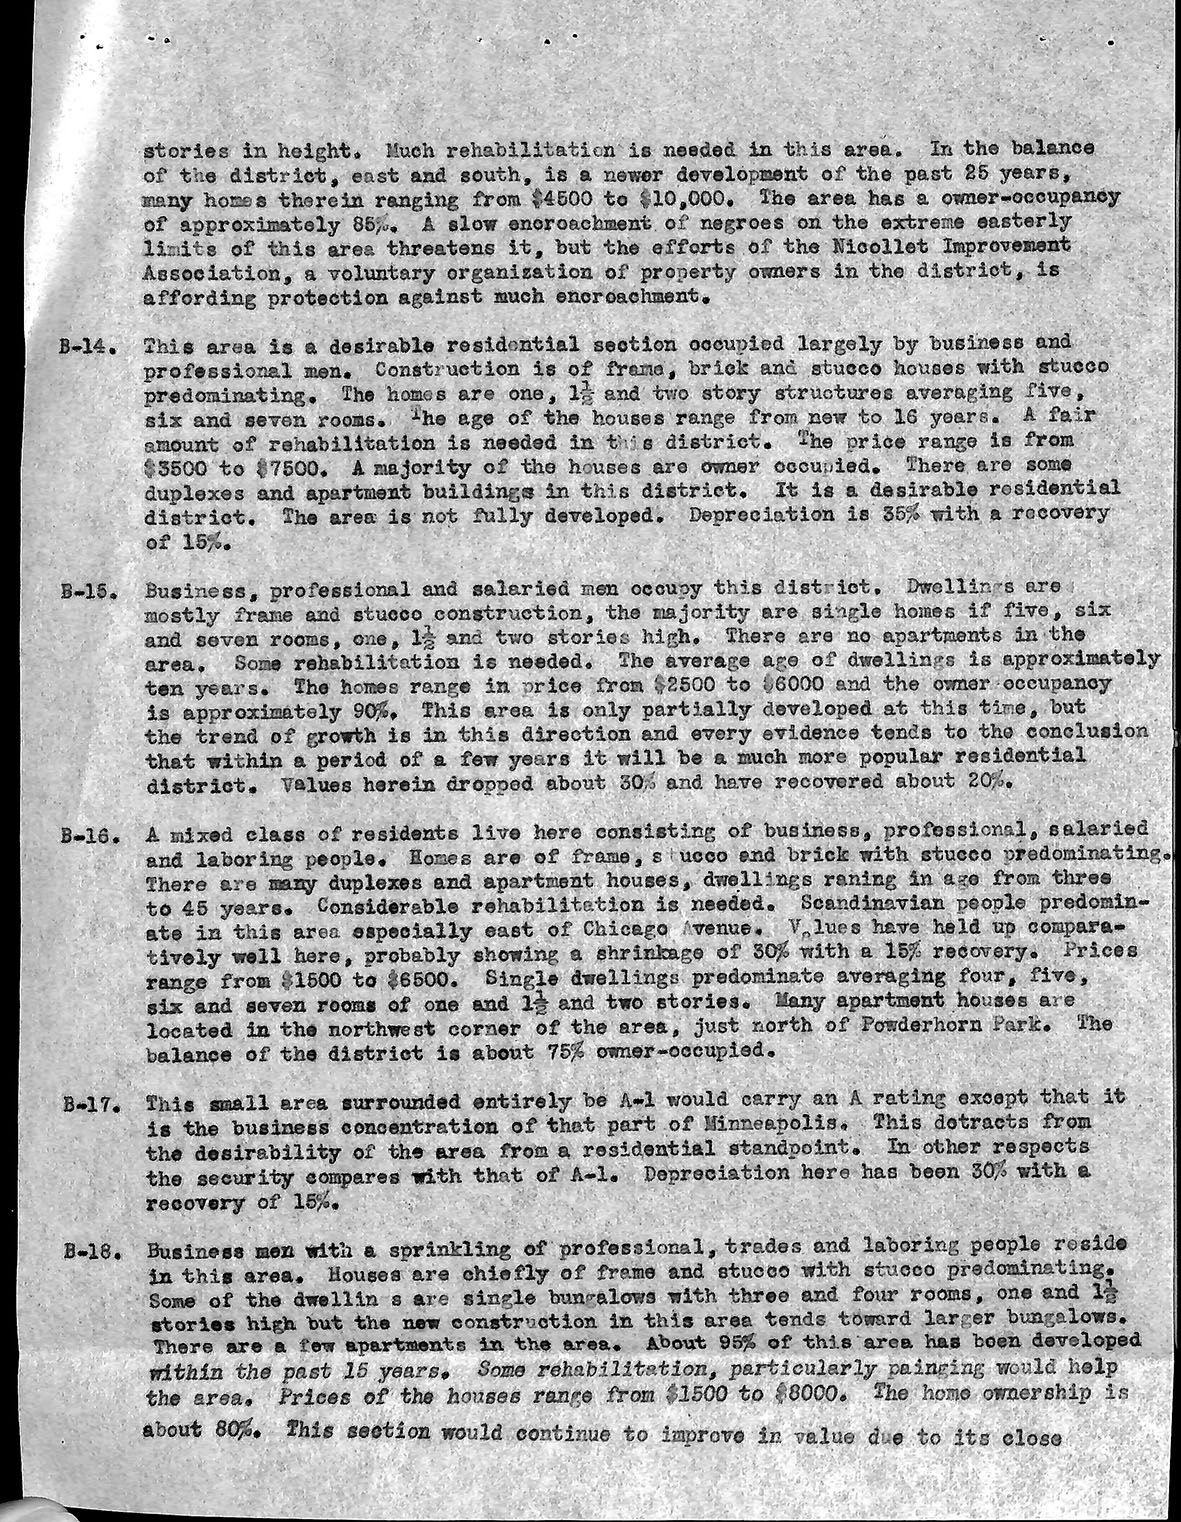 stories in height. Much rehabilitation is needed in this area. In the balance
of the district, east and south, is a newer development of the past 25 years,
many homes therein ranging from $4500 to $10,000. The area has a owner-occupancy
of approximately 85%. A slow encroachment of negroes on the extreme easterly
limits of this area threatens it, but the efforts of the Nicollet Improvement
Association, a voluntary organization of property owners in the district, is
affording protection against much encroachment.
B-14. This area is a desirable residential section occupied largely by business and
professional men. Construction is of frame, brick and stucco houses with stucco
predominating. The homes are one, 1½ and two story structures averaging five,
six and seven rooms. The age of the houses range from new to 16 years. A fair
amount of rehabilitation is needed in this district. The price range is from
$3500 to $7500. A majority of the houses are owner occupied. There are some
duplexes and apartment buildings in this district. It is a desirable residential
district. The area is not fully developed. Depreciation is 35% with a recovery
of 15%.
B-15. Business, professional and salaried men occupy this district. Dwellings are
mostly frame and stucco construction, the majority are single homes if five, six
and seven rooms, one, 1½ and two stories high. There are no apartments in the
area. Some rehabilitation is needed. The average age of dwellings is approximately
ten years. The homes range in price from $2500 to $6000 and the owner occupancy
is approximately 90%. This area is only partially developed at this time, but
the trend of growth is in this direction and every evidence tends to the conclusion
that within a period of a few years it will be a much more popular residential
district. Values herein dropped about 30% and have recovered about 20%.
B-16. A mixed class of residents live here consisting of business, professional, salaried
and laboring people. Homes are of frame, stucco and brick with stucco predominating.
There are many duplexes and apartment houses, dwellings raning in age from three
to 45 years. Considerable rehabilitation is needed. Scandinavian people predomin-
ate in this area especially east of Chicago Avenue. Values have held up compara-
tively well here, probably showing a shrinkage of 30% with a 15% recovery. Prices
range from $1500 to $6500. Single dwellings predominate averaging four, five,
six and seven rooms of one and 1½ and two stories. Many apartment houses are
located in the northwest corner of the area, just north of Powderhorn Park. The
balance of the district is about 75% owner-occupied.
B-17. This small area surrounded entirely be A-1 would carry an A rating except that it
is the business concentration of that part of Minneapolis. This detracts from
the desirability of the area from a residential standpoint. In other respects
the security compares with that of A-1. Depreciation here has been 30% with a
recovery of 15%.
B-18. Business men with a sprinkling of professional, trades and laboring people reside
in this area. Houses are chiefly of frame and stucco with stucco predominating.
Some of the dwellin s are single bungalows with three and four rooms, one and 1½
stories high but the new construction in this area tends toward larger bungalows.
There are a few apartments in the area. About 95% of this area has been developed
within the past 15 years. Some rehabilitation, particularly painging would help
the area. Prices of the houses range from $1500 to $8000. The home ownership is
about 80%. This section would continue to improve in value due to its close